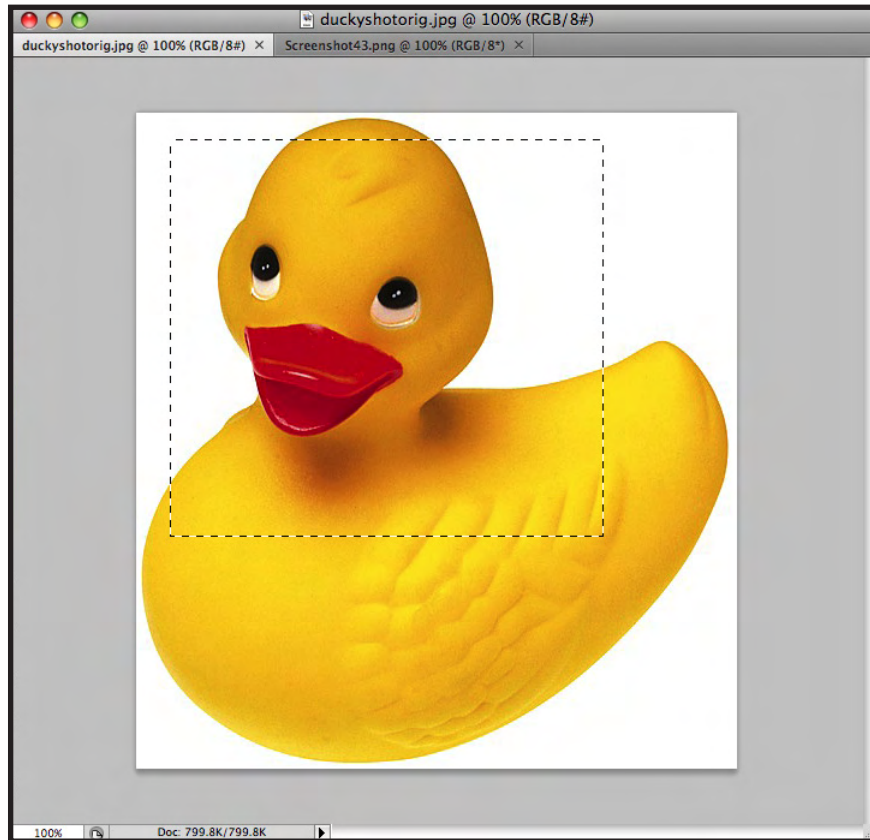 duckyshotorig.jpg @ 100% (RGB/8#)
duckyshotorig.jpg @ 100% (RGB/8#) × Screenshot43.png @ 100% (RGB/8*) ×
100% Doc: 799.8K/799.8K